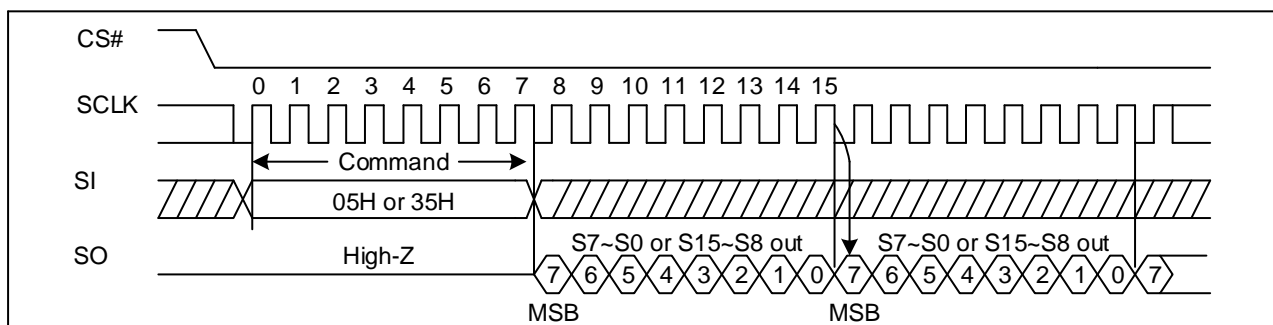 CS#
0 1 2 3 4 5 6 7 8 9 10 11 12 13 14 15
SCLK
Command
SI
05H or 35H
SO
High-Z
S7~S0 or S15~S8 out S7~S0 or S15~S8 out
7 6 5 4 3 2 1 0 7 6 5 4 3 2 1 0 7
MSB MSB